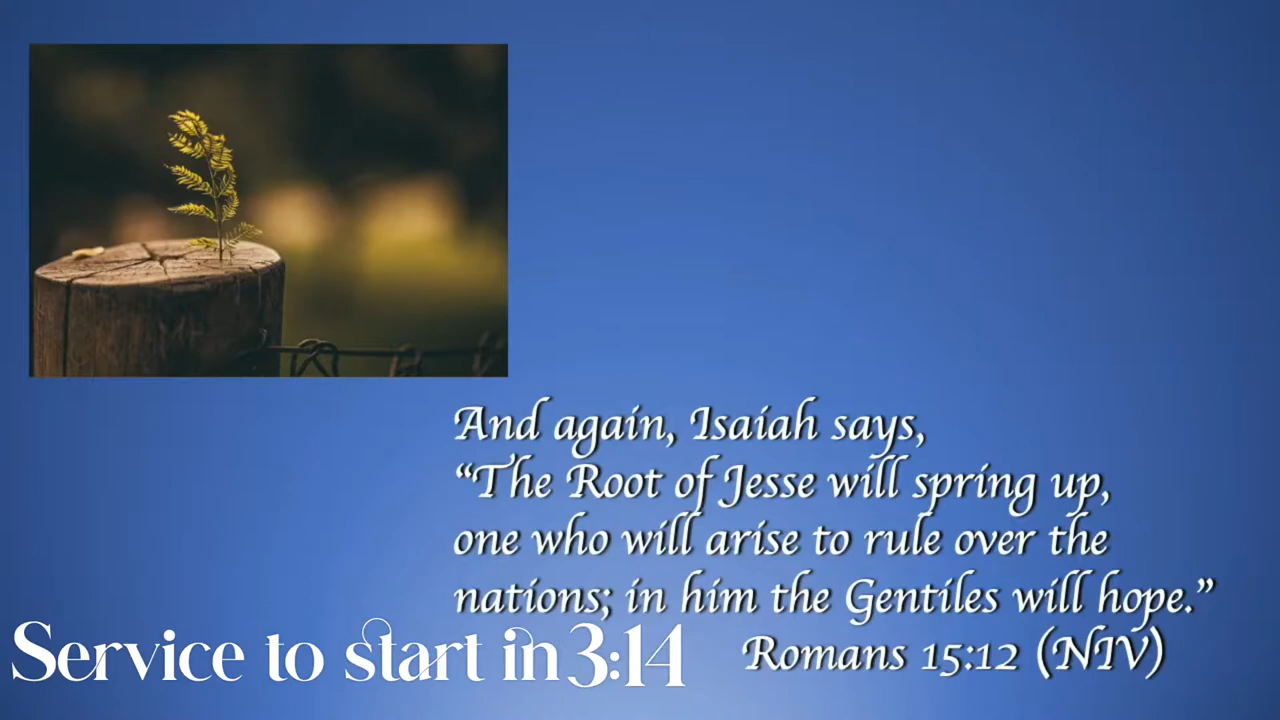 And again, Isaiah says,
“The Root of Jesse will spring up,
one who will arise to rule over the
nations; in him the Gentiles will hope.”
Romans 15:12 (NIV)
Service to start in 3:14